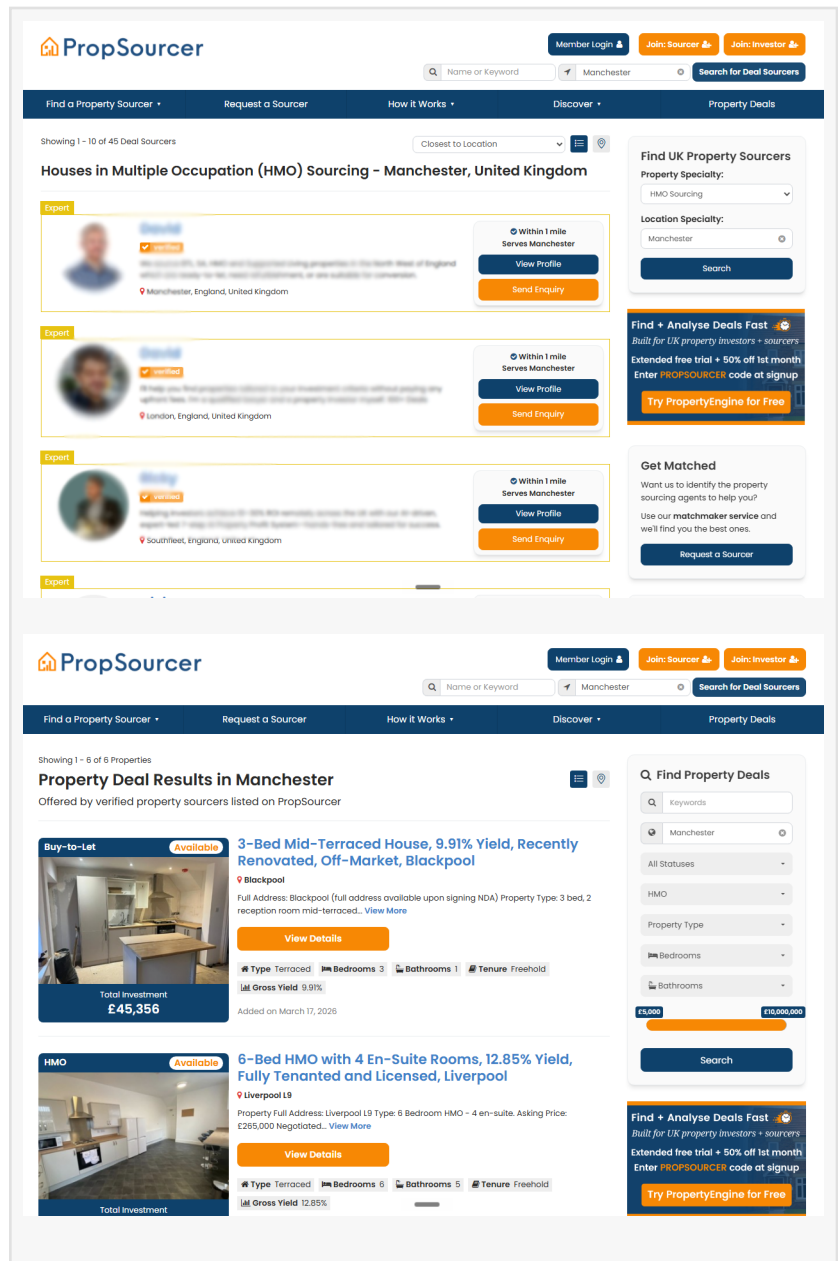 PropSourcer
Member Login
Join: Sourcer
Join: Investor
Name or Keyword
Manchester
Search for Deal Sourcers
Find a Property Sourcer
Request a Sourcer
How it Works
Discover
Property Deals
Showing 1 - 10 of 45 Deal Sourcers
Closest to Location
Houses in Multiple Occupation (HMO) Sourcing - Manchester, United Kingdom
Expert
verified
Manchester, England, United Kingdom
Within 1 mile
Serves Manchester
View Profile
Send Enquiry
Expert
verified
London, England, United Kingdom
Within 1 mile
Serves Manchester
View Profile
Send Enquiry
Expert
verified
Southfleet, England, United Kingdom
Within 1 mile
Serves Manchester
View Profile
Send Enquiry
Expert
Find UK Property Sourcers
Property Specialty:
HMO Sourcing
Location Specialty:
Manchester
Search
Find + Analyse Deals Fast
Built for UK property investors + sourcers
Extended free trial + 50% off 1st month
Enter PROPSOURCER code at signup
Try PropertyEngine for Free
Get Matched
Want us to identify the property
sourcing agents to help you?
Use our matchmaker service and
we'll find you the best ones.
Request a Sourcer
PropSourcer
Member Login
Join: Sourcer
Join: Investor
Name or Keyword
Manchester
Search for Deal Sourcers
Find a Property Sourcer
Request a Sourcer
How it Works
Discover
Property Deals
Showing 1 - 6 of 6 Properties
Property Deal Results in Manchester
Offered by verified property sourcers listed on PropSourcer
Buy-to-Let
Available
Total Investment
£45,356
3-Bed Mid-Terraced House, 9.91% Yield, Recently
Renovated, Off-Market, Blackpool
Blackpool
Full Address: Blackpool (full address available upon signing NDA) Property Type: 3 bed, 2
reception room mid-terraced... View More
View Details
Type Terraced Bedrooms 3 Bathrooms 1 Tenure Freehold
Gross Yield 9.91%
Added on March 17, 2026
HMO
Available
Total Investment
6-Bed HMO with 4 En-Suite Rooms, 12.85% Yield,
Fully Tenanted and Licensed, Liverpool
Liverpool L9
Property Full Address: Liverpool L9 Type: 6 Bedroom HMO - 4 en-suite. Asking Price:
£265,000 Negotiated... View More
View Details
Type Terraced Bedrooms 6 Bathrooms 5 Tenure Freehold
Gross Yield 12.85%
Find Property Deals
Keywords
Manchester
All Statuses
HMO
Property Type
Bedrooms
Bathrooms
£5,000
£10,000,000
Search
Find + Analyse Deals Fast
Built for UK property investors + sourcers
Extended free trial + 50% off 1st month
Enter PROPSOURCER code at signup
Try PropertyEngine for Free